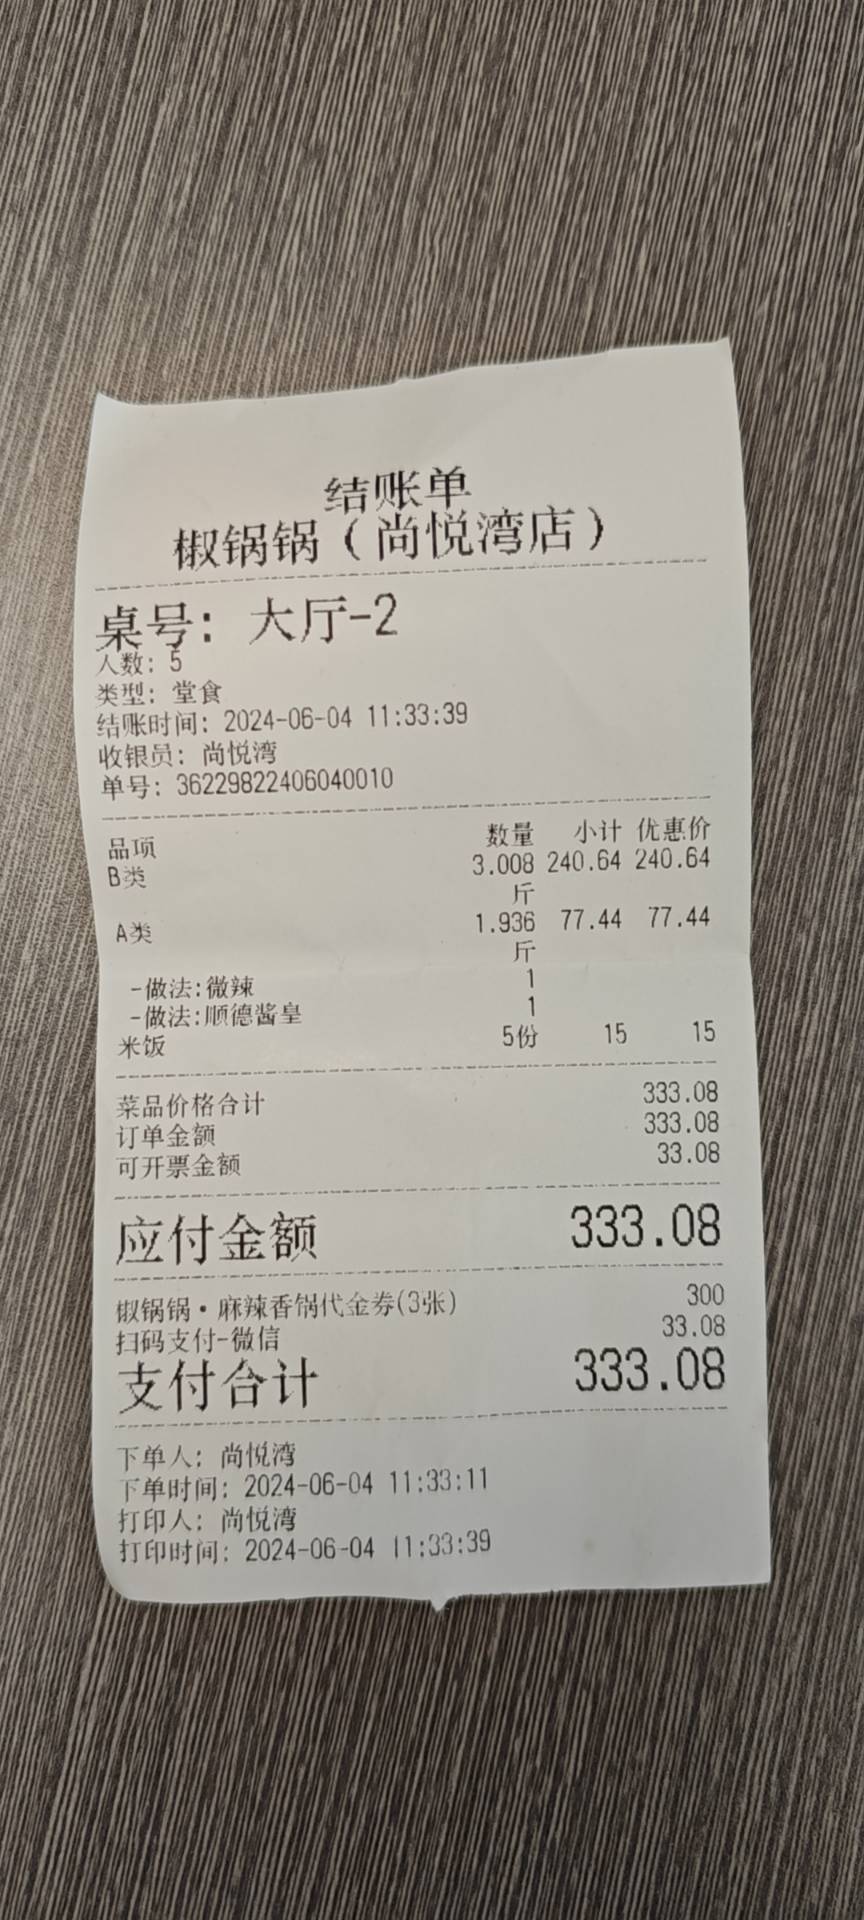 结账单
椒锅锅（尚悦湾店）
桌号: 大厅-2
人数: 5
类型: 堂食
结账时间: 2024-06-04 11:33:39
收银员: 尚悦湾
单号: 36229822406040010
品项 数量 小计 优惠价
B类 3.008 240.64 240.64
斤
A类 1.936 77.44 77.44
斤
-做法:微辣 1
-做法:顺德酱皇 1
米饭 5份 15 15
菜品价格合计 333.08
订单金额 333.08
可开票金额 33.08
应付金额 333.08
椒锅锅·麻辣香锅代金券(3张) 300
扫码支付-微信 33.08
支付合计 333.08
下单人: 尚悦湾
下单时间: 2024-06-04 11:33:11
打印人: 尚悦湾
打印时间: 2024-06-04 11:33:39